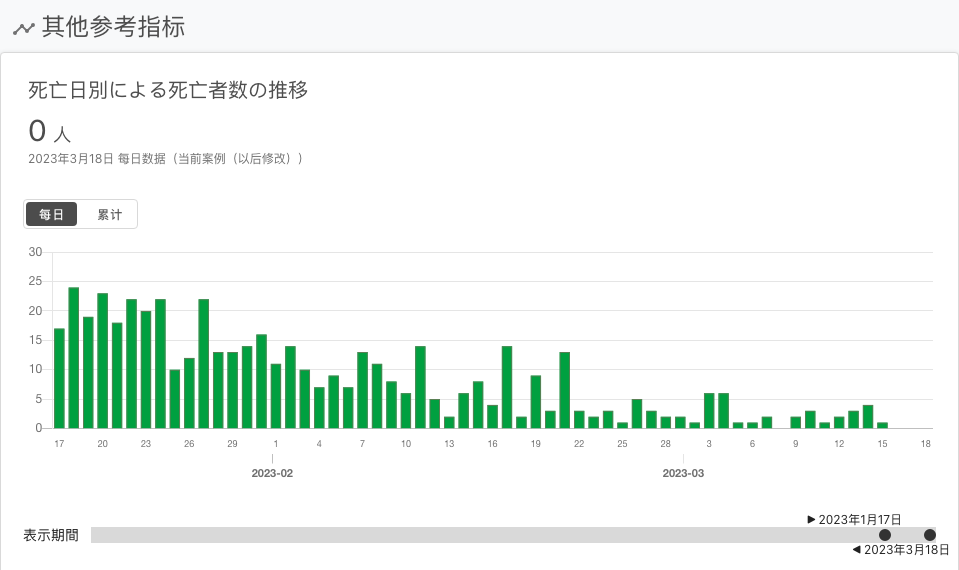 其他参考指标
死亡日別による死亡者数の推移
0 人
2023年3月18日 每日数据（当前案例（以后修改））
每日 累计
30
25
20
15
10
5
0
17 20 23 26 29 1 4 7 10 13 16 19 22 25 28 3 6 9 12 15 18
2023-02 2023-03
2023年1月17日
表示期間
2023年3月18日